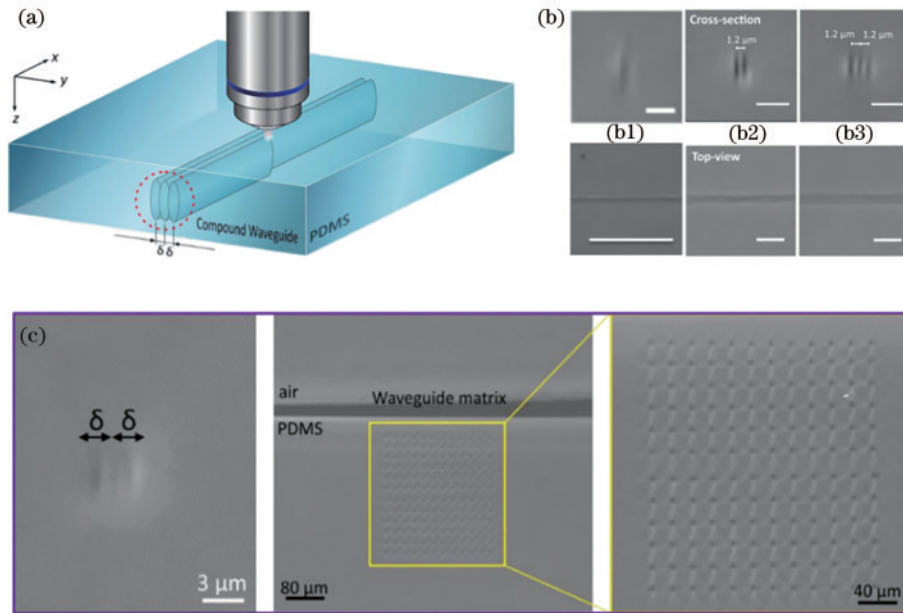 (a)
x
y
z
Compound Waveguide
PDMS
δ δ
(b)
Cross-section
1.2 μm
1.2 μm 1.2 μm
(b1) (b2) (b3)
Top-view
(c)
δ δ
3 μm
air
Waveguide matrix
PDMS
80 μm
40 μm